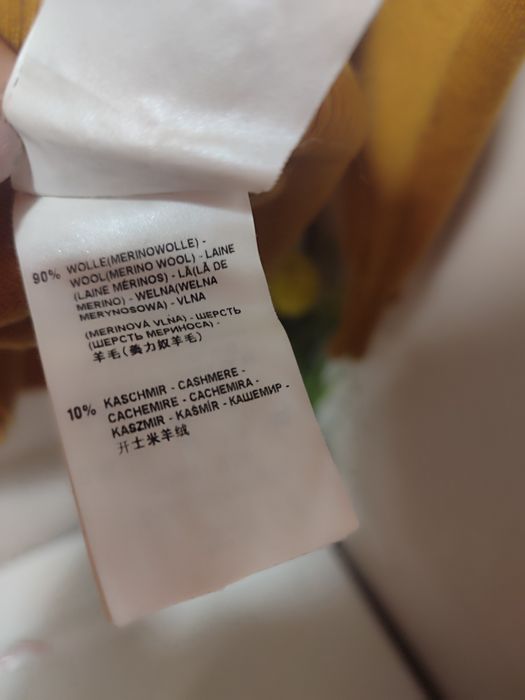 90% WOLLE(MERINOWOLLE) -
WOOL(MERINO WOOL) - LAINE
(LAINE MÉRINOS) - LÃ(LÃ DE
MERINO) - WELNA(WELNA
MERYNOSOWA) - VLNA
(MERINOVÁ VLNA) - ШЕРСТЬ
(ШЕРСТЬ МЕРИНОСА) -
羊毛(美力奴羊毛)
10% KASCHMIR - CASHMERE -
CACHEMIRE - CACHEMIRA -
KASZMIR - KAŠMÍR - КАШЕМИР -
开士米羊绒